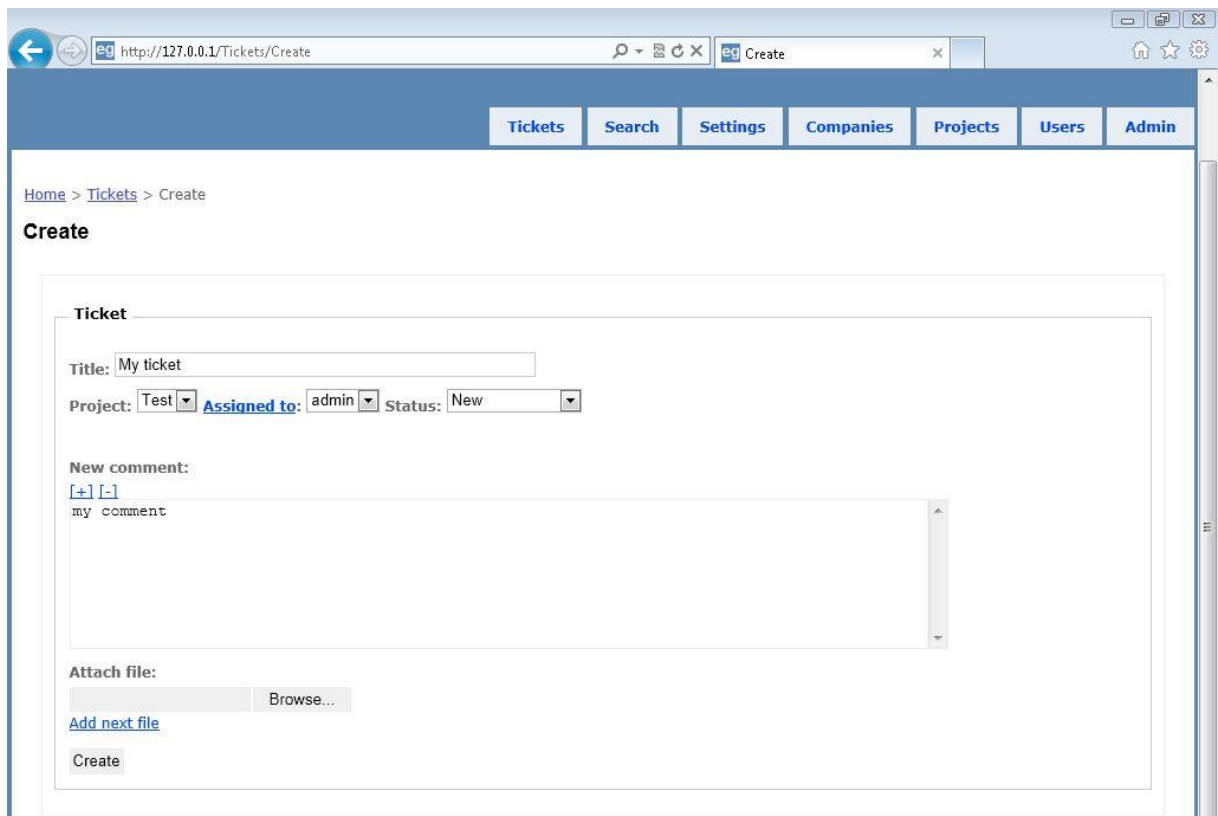 eg http://127.0.0.1/Tickets/Create eg Create
Tickets Search Settings Companies Projects Users Admin
Home > Tickets > Create
Create
Ticket
Title: My ticket
Project: Test Assigned to: admin Status: New
New comment:
[+] [-]
my comment
Attach file:
Browse...
Add next file
Create